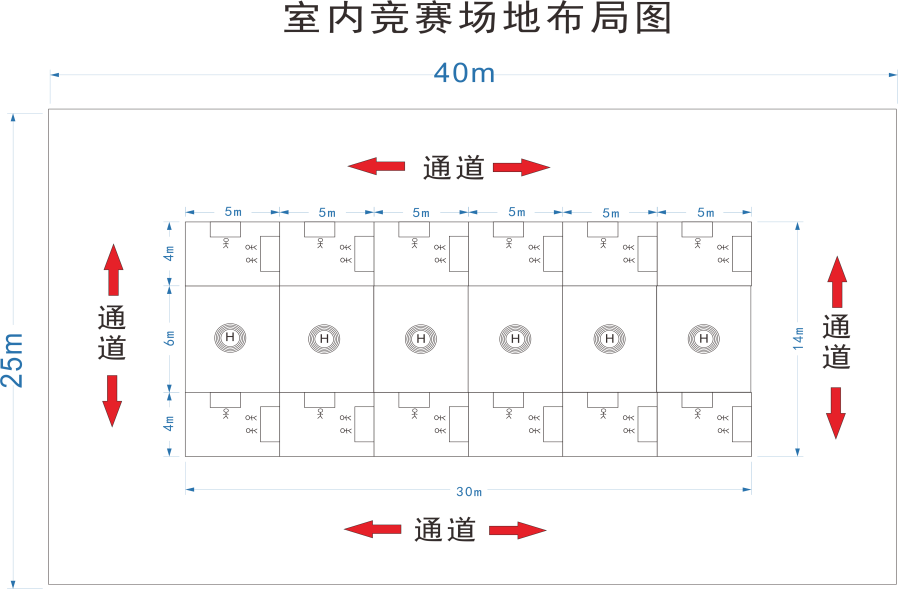 室内竞赛场地布局图
40m
通道
5m 5m 5m 5m 5m 5m
4m
通道
25m
6m
H H H H H H
14m
通道
4m
30m
通道